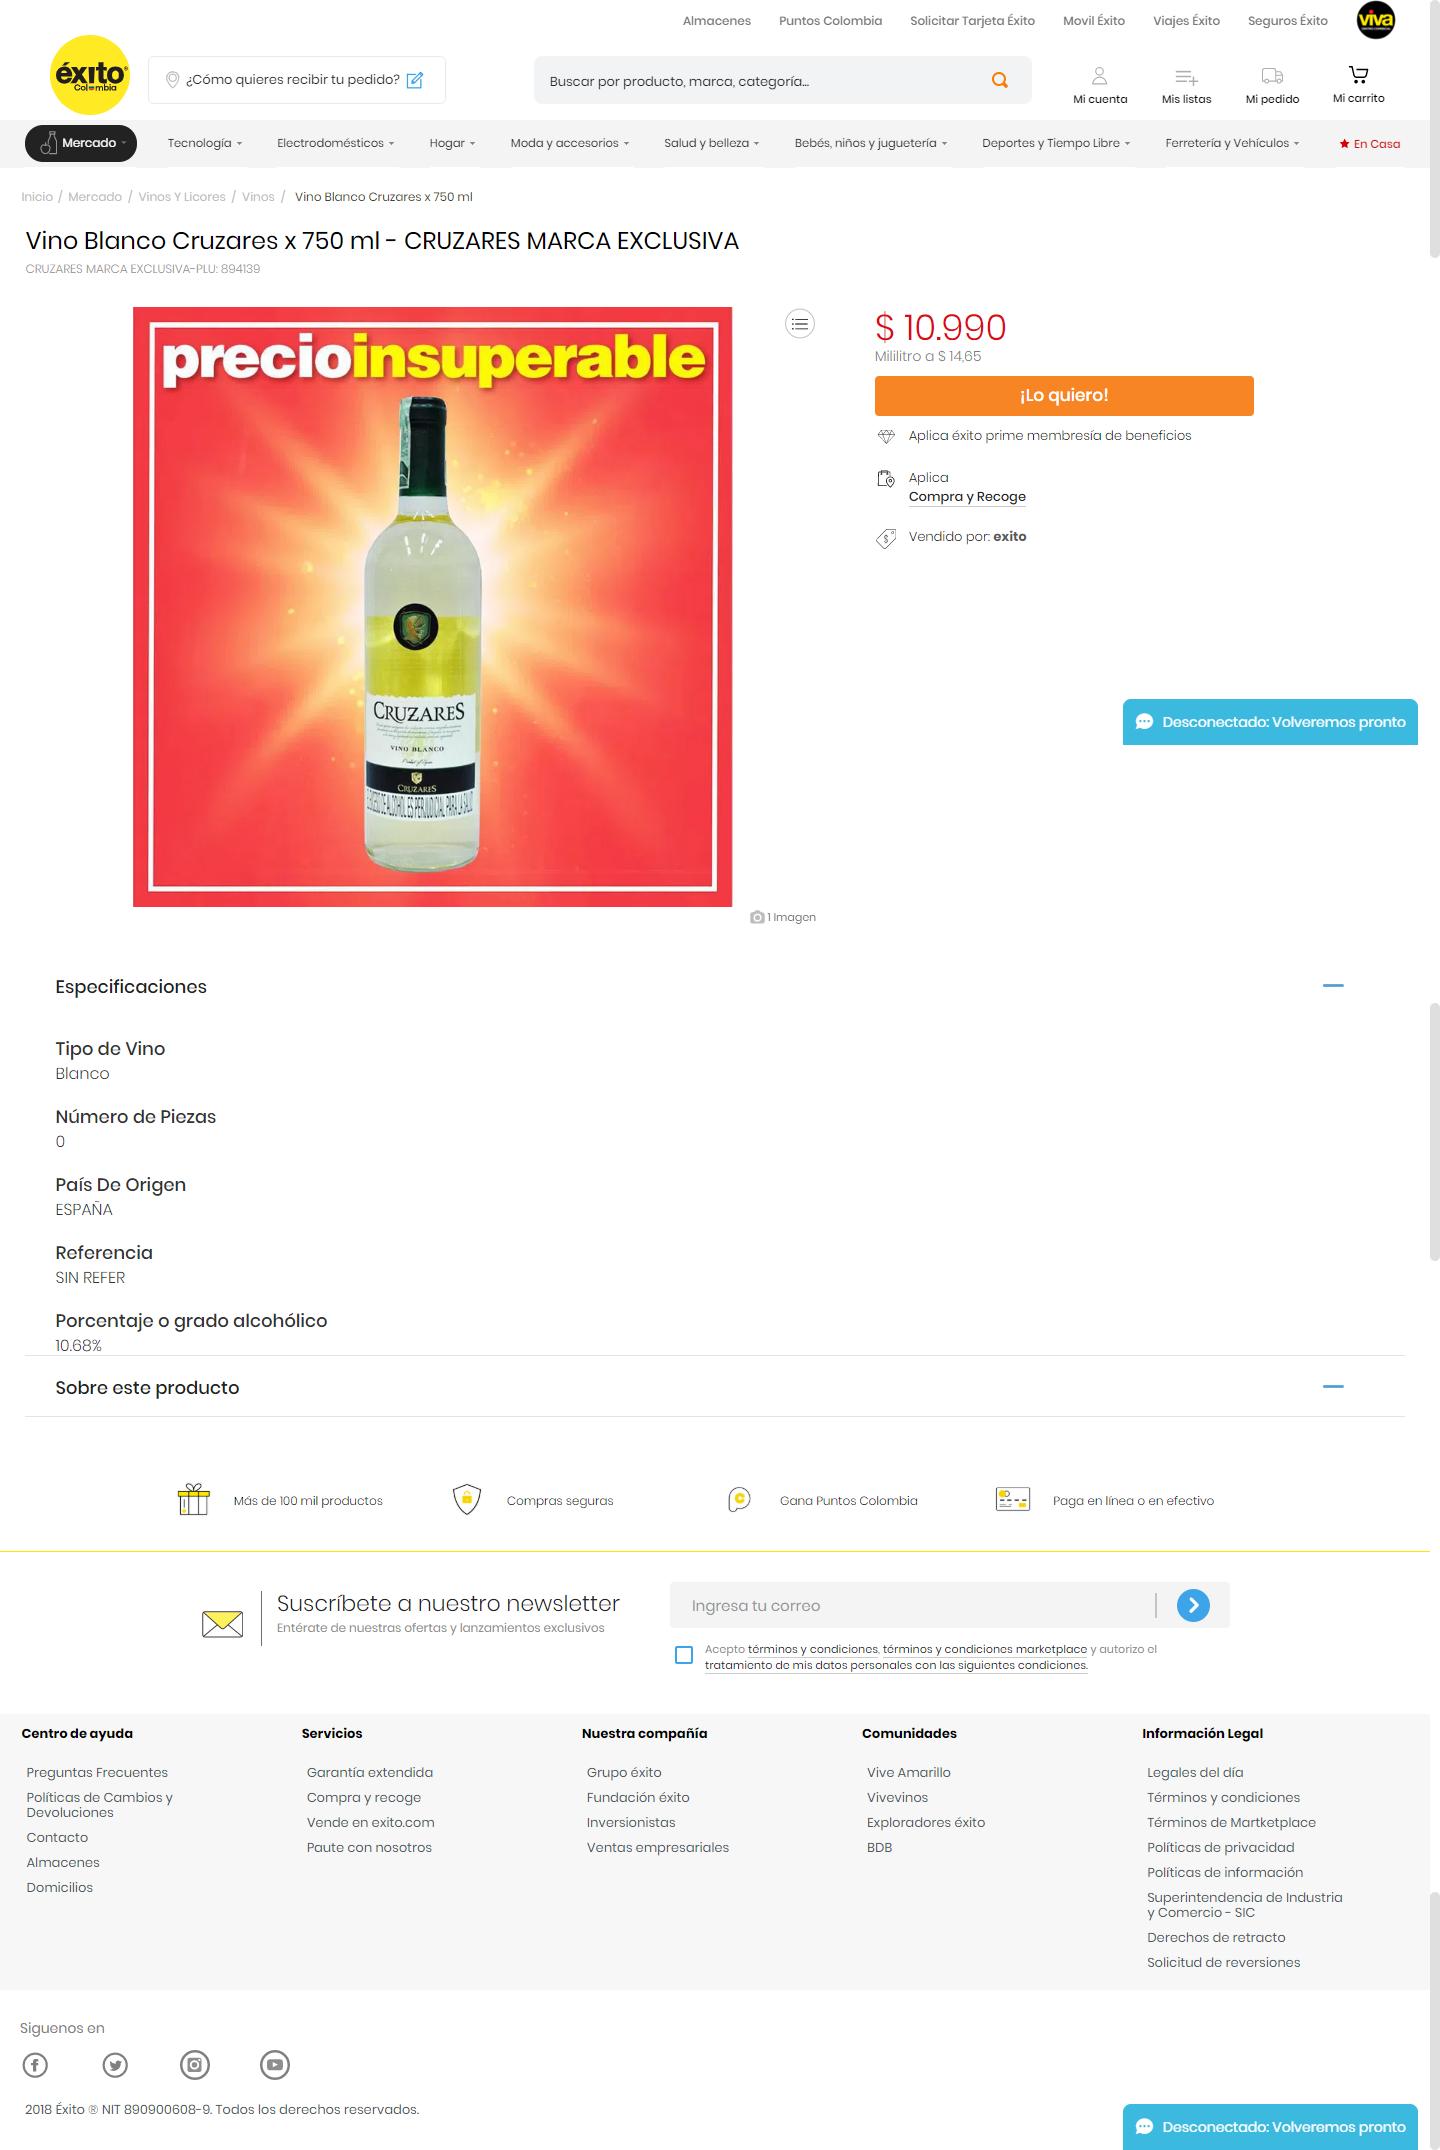 Almacenes Puntos Colombia Solicitar Tarjeta Éxito Movil Éxito Viajes Éxito Seguros Éxito viva
éxito
Colombia
¿Cómo quieres recibir tu pedido?
Buscar por producto, marca, categoría...
Mi cuenta Mis listas Mi pedido Mi carrito
Mercado Tecnología Electrodomésticos Hogar Moda y accesorios Salud y belleza Bebés, niños y juguetería Deportes y Tiempo Libre Ferretería y Vehículos En Casa
Inicio / Mercado / Vinos Y Licores / Vinos / Vino Blanco Cruzares x 750 ml
Vino Blanco Cruzares x 750 ml - CRUZARES MARCA EXCLUSIVA
CRUZARES MARCA EXCLUSIVA-PLU: 894139
precioinsuperable
CRUZARES
VINO BLANCO
CRUZARES
EL EXCESO DE ALCOHOL ES PERJUDICIAL PARA LA SALUD
1 Imagen
$ 10.990
Mililitro a $ 14,65
¡Lo quiero!
Aplica éxito prime membresía de beneficios
Aplica
Compra y Recoge
Vendido por: exito
Desconectado: Volveremos pronto
Especificaciones
Tipo de Vino
Blanco
Número de Piezas
0
País De Origen
ESPAÑA
Referencia
SIN REFER
Porcentaje o grado alcohólico
10.68%
Sobre este producto
Más de 100 mil productos
Compras seguras
Gana Puntos Colombia
Paga en línea o en efectivo
Suscríbete a nuestro newsletter
Entérate de nuestras ofertas y lanzamientos exclusivos
Ingresa tu correo
Acepto términos y condiciones, términos y condiciones marketplace y autorizo el
tratamiento de mis datos personales con las siguientes condiciones.
Centro de ayuda
Preguntas Frecuentes
Políticas de Cambios y
Devoluciones
Contacto
Almacenes
Domicilios
Servicios
Garantía extendida
Compra y recoge
Vende en exito.com
Paute con nosotros
Nuestra compañía
Grupo éxito
Fundación éxito
Inversionistas
Ventas empresariales
Comunidades
Vive Amarillo
Vivevinos
Exploradores éxito
BDB
Información Legal
Legales del día
Términos y condiciones
Términos de Martketplace
Políticas de privacidad
Políticas de información
Superintendencia de Industria
y Comercio - SIC
Derechos de retracto
Solicitud de reversiones
Siguenos en
2018 Éxito ® NIT 890900608-9. Todos los derechos reservados.
Desconectado: Volveremos pronto